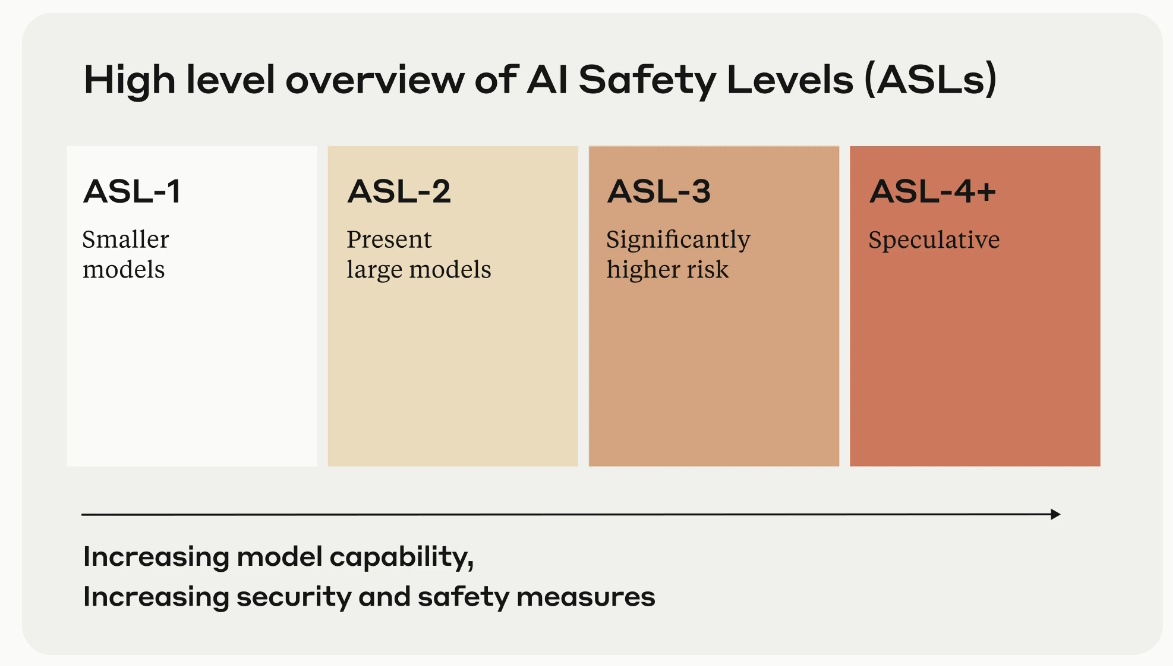 High level overview of AI Safety Levels (ASLs)
ASL-1
Smaller
models
ASL-2
Present
large models
ASL-3
Significantly
higher risk
ASL-4+
Speculative
Increasing model capability,
Increasing security and safety measures